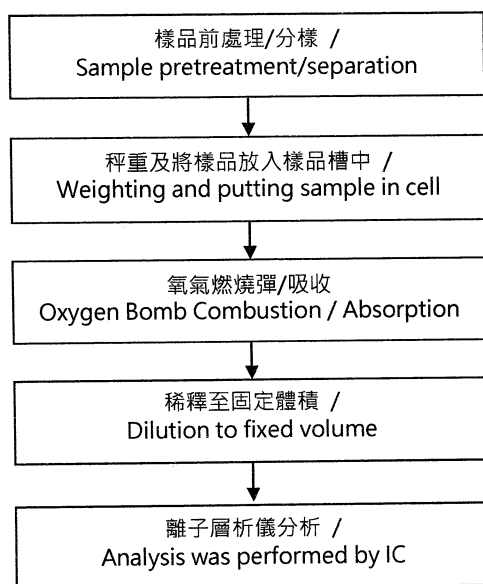 樣品前處理/分樣 /
Sample pretreatment/separation
秤重及將樣品放入樣品槽中 /
Weighting and putting sample in cell
氧氣燃燒彈/吸收
Oxygen Bomb Combustion / Absorption
稀釋至固定體積 /
Dilution to fixed volume
離子層析儀分析 /
Analysis was performed by IC